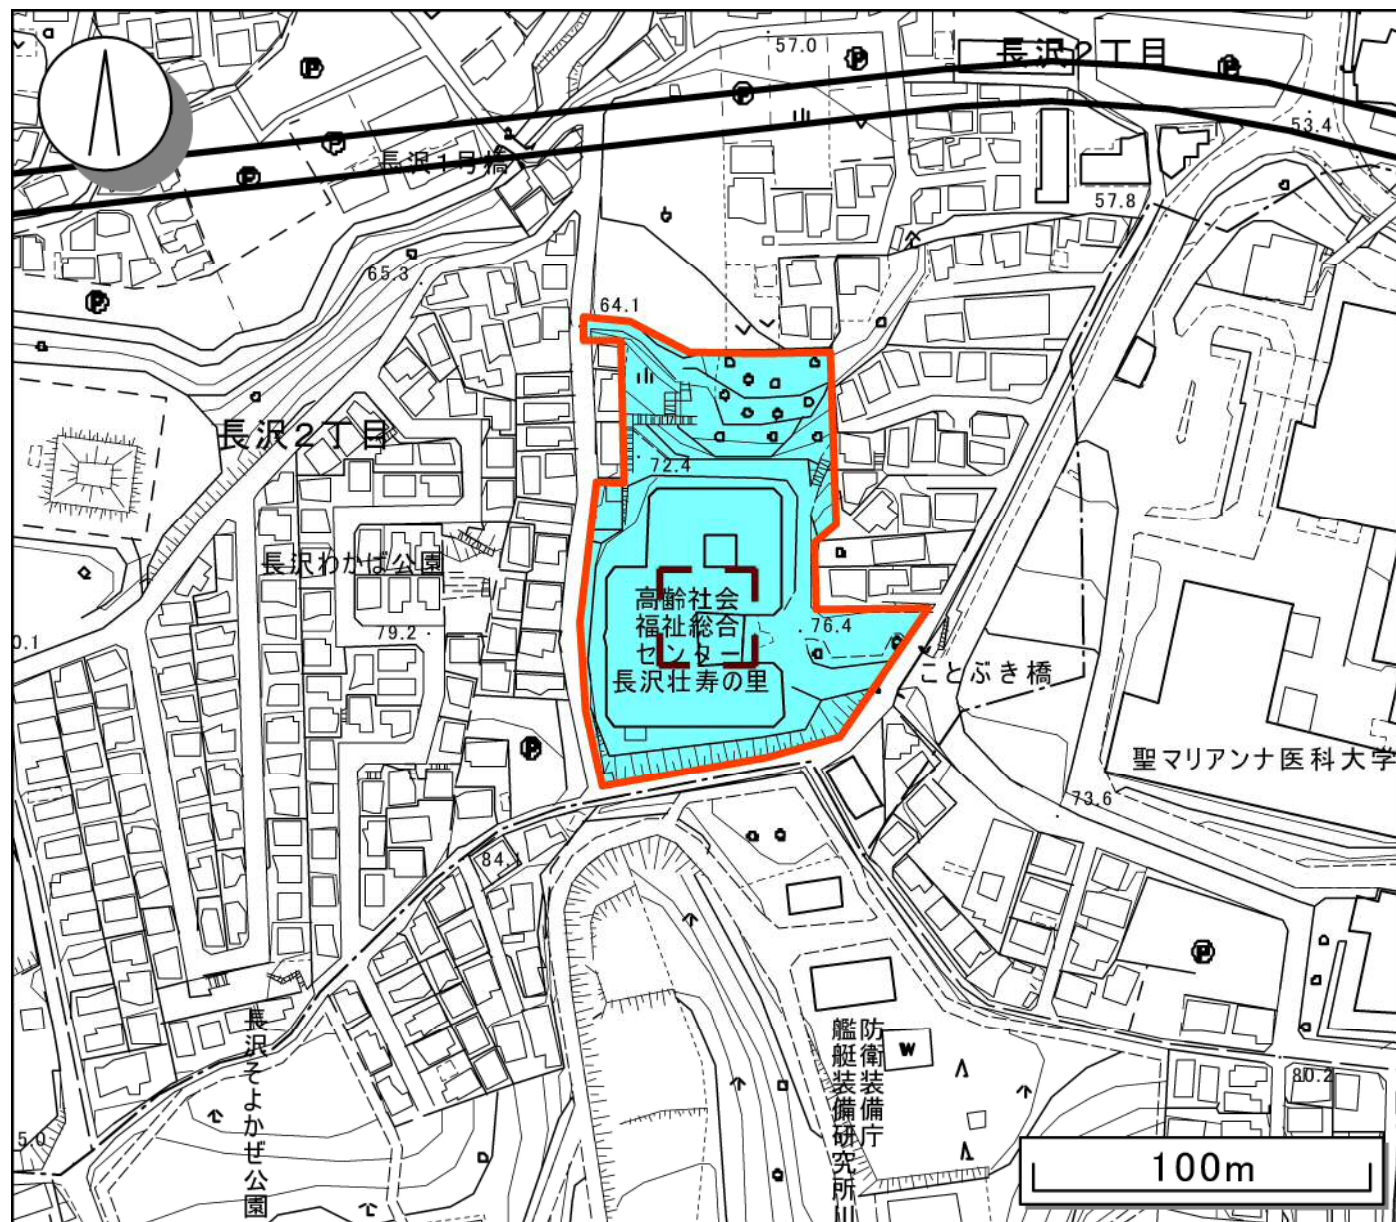 57.0
長沢2丁目
53.4
長沢1号橋
57.8
65.3
64.1
長沢2丁目
72.4
長沢わかば公園
79.2
高齢社会
福祉総合
センター
長沢壮寿の里
76.4
ことぶき橋
聖マリアンナ医科大学
73.6
84.
長沢そよかぜ公園
防衛装備庁
艦艇装備研究所川
W
80.2
5.0
0.1
100m
P
P
P
P
P
P
P
P
P